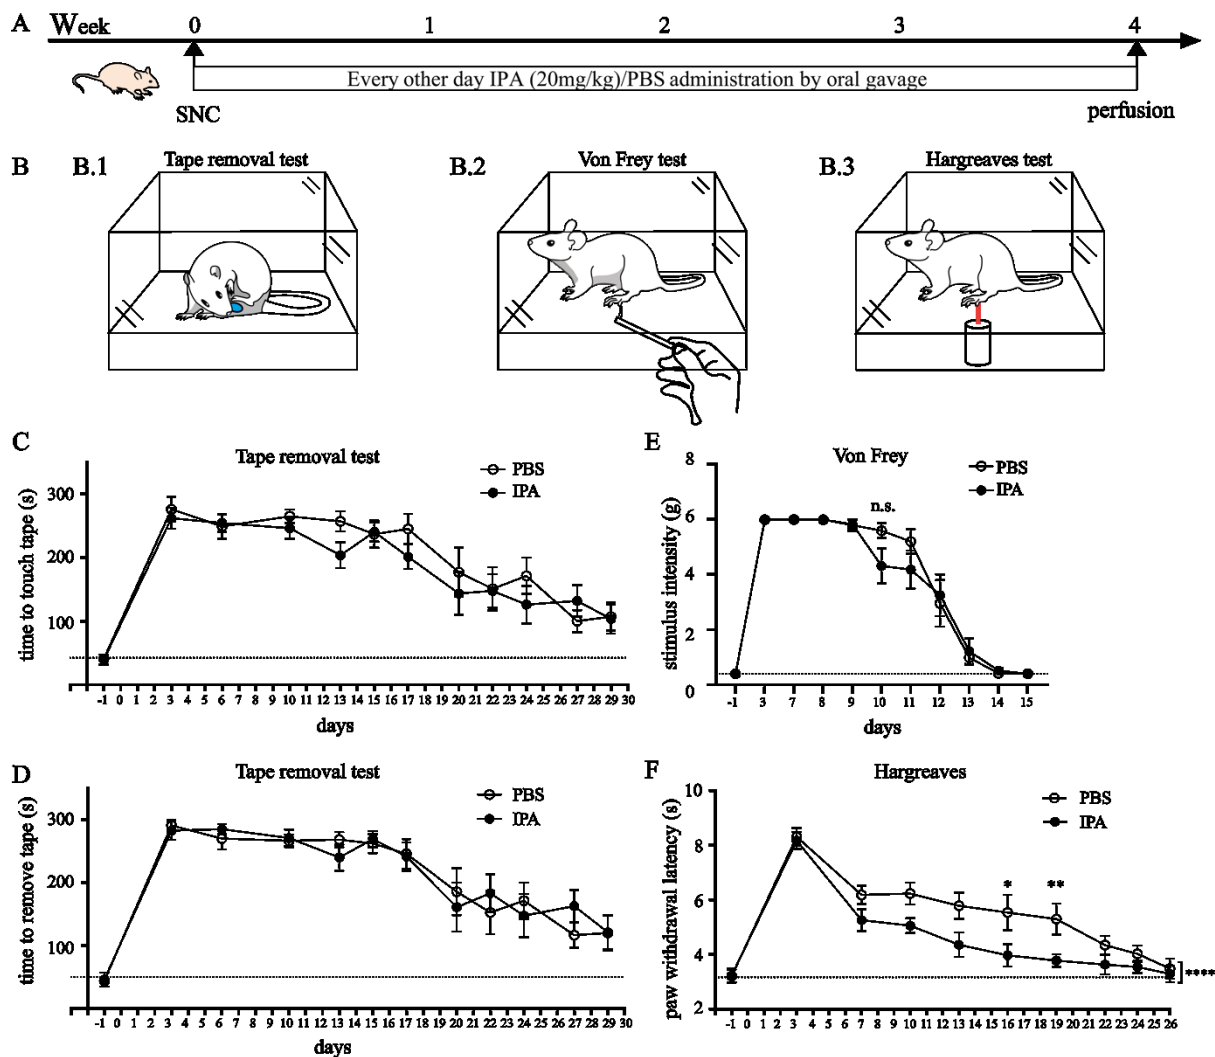 A Week 0 1 2 3 4
Every other day IPA (20mg/kg)/PBS administration by oral gavage
SNC perfusion
B B.1 Tape removal test B.2 Von Frey test B.3 Hargreaves test
C
Tape removal test
PBS
IPA
time to touch tape (s)
300
200
100
-1 0 1 2 3 4 5 6 7 8 9 10 11 12 13 14 15 16 17 19 20 21 22 23 24 25 26 27 28 29 30
days
E
Von Frey
PBS
IPA
n.s.
stimulus intensity (g)
8
6
4
2
0
-1 3 7 8 9 10 11 12 13 14 15
days
D
Tape removal test
PBS
IPA
time to remove tape (s)
300
200
100
-1 0 1 2 3 4 5 6 7 8 9 10 11 12 13 14 15 16 17 19 20 21 22 23 24 25 26 27 28 29 30
days
F
Hargreaves
PBS
IPA
* **
****
paw withdrawal latency (s)
10
8
6
4
2
-1 0 1 2 3 4 6 7 8 9 10 11 12 13 14 15 16 17 18 19 20 21 22 23 24 25 26
days